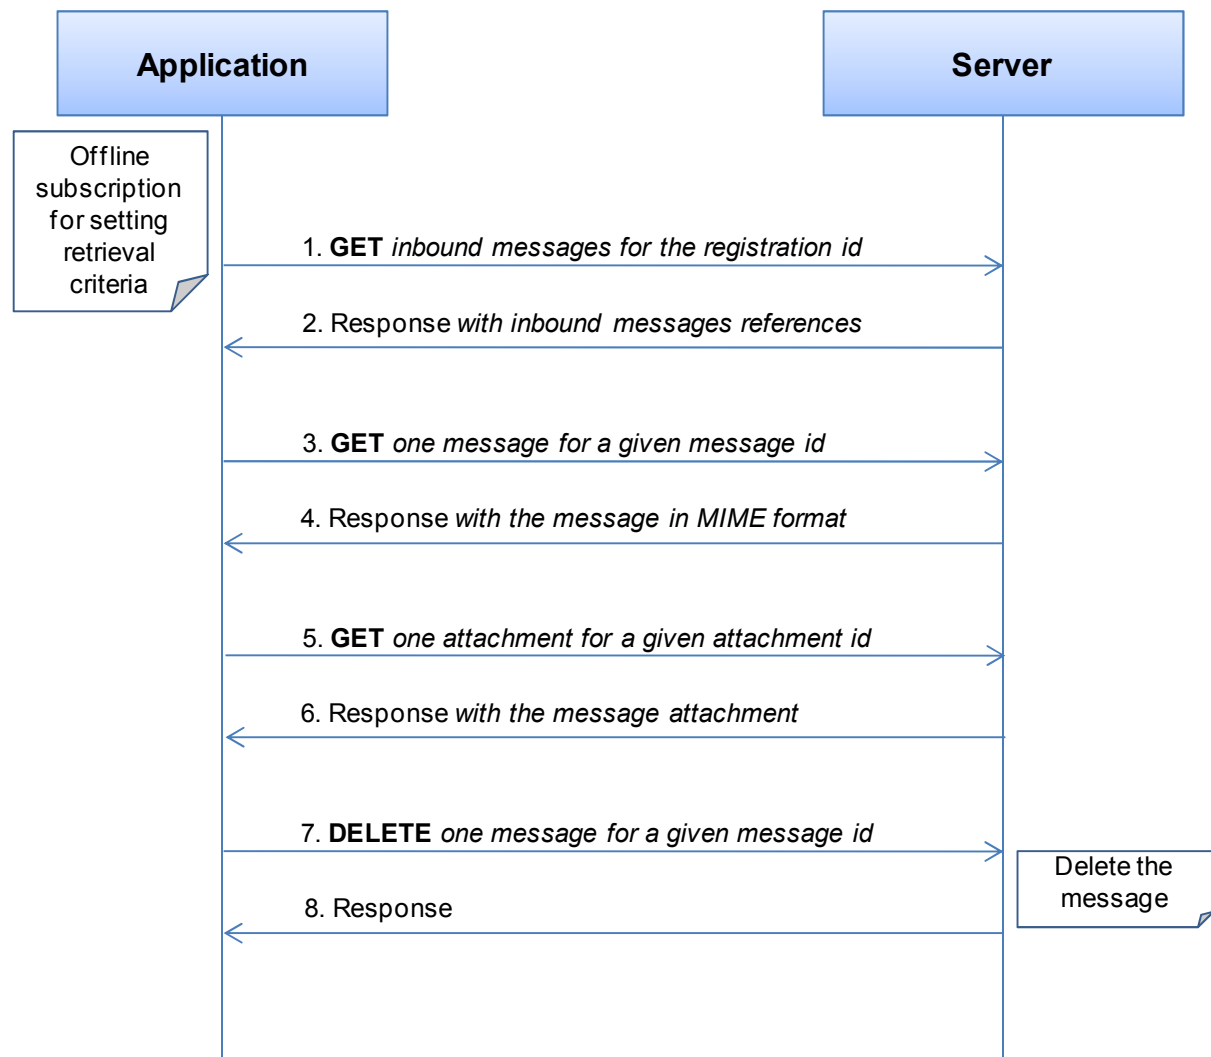 Application
Server
Offline
subscription
for setting
retrieval
criteria
1. GET inbound messages for the registration id
2. Response with inbound messages references
3. GET one message for a given message id
4. Response with the message in MIME format
5. GET one attachment for a given attachment id
6. Response with the message attachment
7. DELETE one message for a given message id
Delete the
message
8. Response